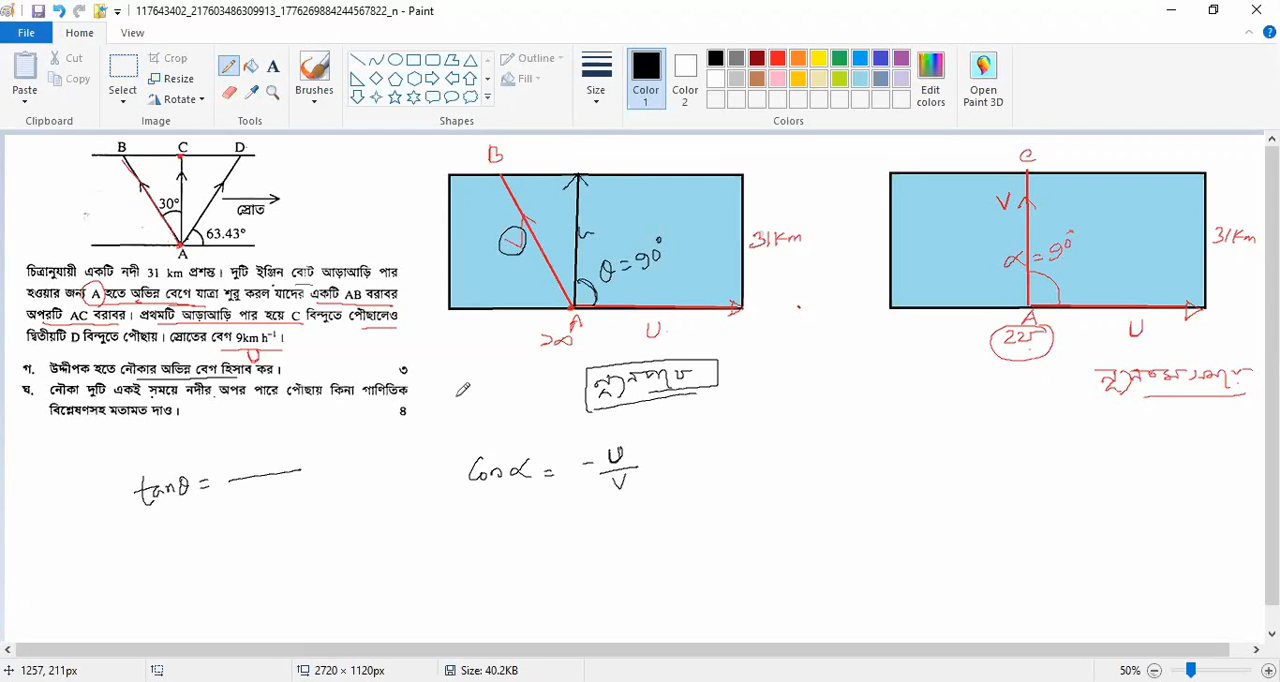 117643402_217603486309913_1776269884244567822_n - Paint
File Home View
Paste Cut Copy Select Crop Resize Rotate Brushes Shapes Outline Fill Size Color 1 Color 2 Edit colors Open Paint 3D
Clipboard Image Tools Shapes Colors
B C D
30°
স্রোত
63.43°
A
চিত্রানুযায়ী একটি নদী 31 km প্রশস্ত। দুটি ইঞ্জিন বোট আড়াআড়ি পার
হওয়ার জন্য A হতে অভিন্ন বেগে যাত্রা শুরু করল যাদের একটি AB বরাবর
অপরটি AC বরাবর। প্রথমটি আড়াআড়ি পার হয়ে C বিন্দুতে পৌছালেও
দ্বিতীয়টি D বিন্দুতে পৌছায়। স্রোতের বেগ 9km h⁻¹।
U
গ. উদ্দীপক হতে নৌকার অভিন্ন বেগ হিসাব কর। ৩
ঘ. নৌকা দুটি একই সময়ে নদীর অপর পারে পৌছায় কিনা গাণিতিক
বিশ্লেষণসহ মতামত দাও। ৪
tanθ =
B
V
θ = 90°
31km
A
U
cosα = - U/V
C
V
α = 90°
31km
A
U
1257, 211px 2720 × 1120px Size: 40.2KB 50%